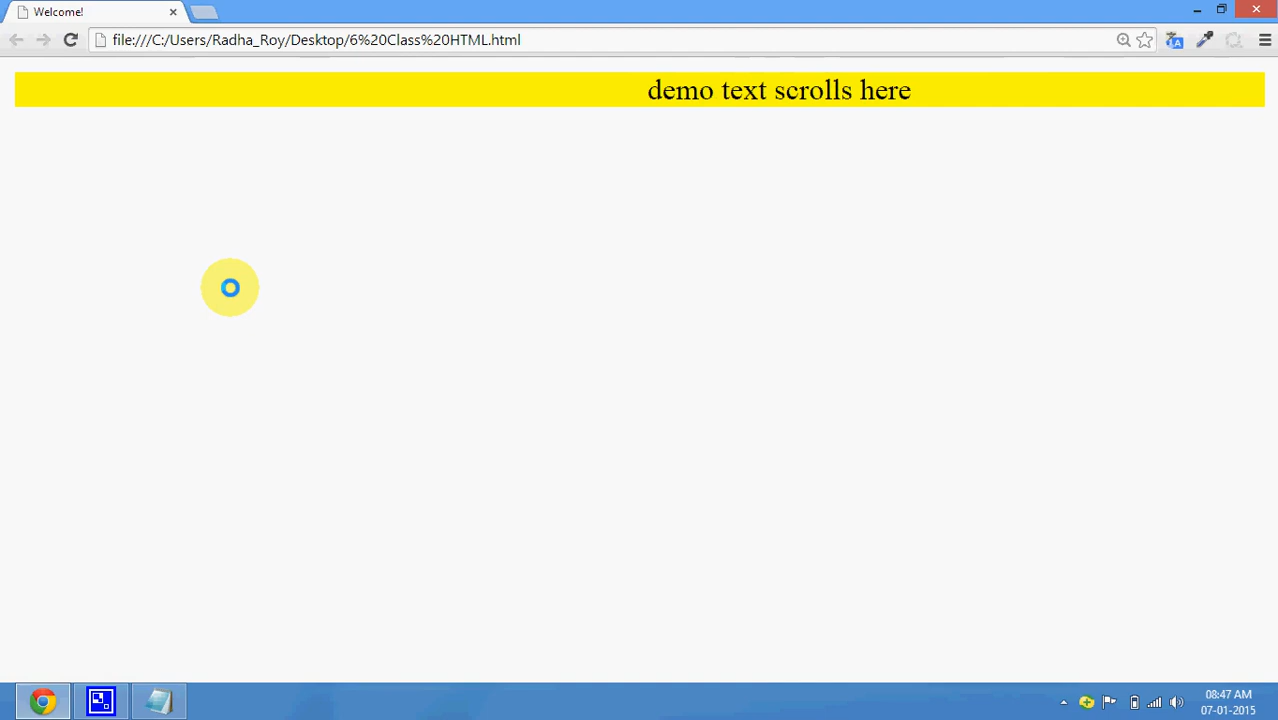 Welcome!
file:///C:/Users/Radha_Roy/Desktop/6%20Class%20HTML.html
demo text scrolls here
08:47 AM
07-01-2015